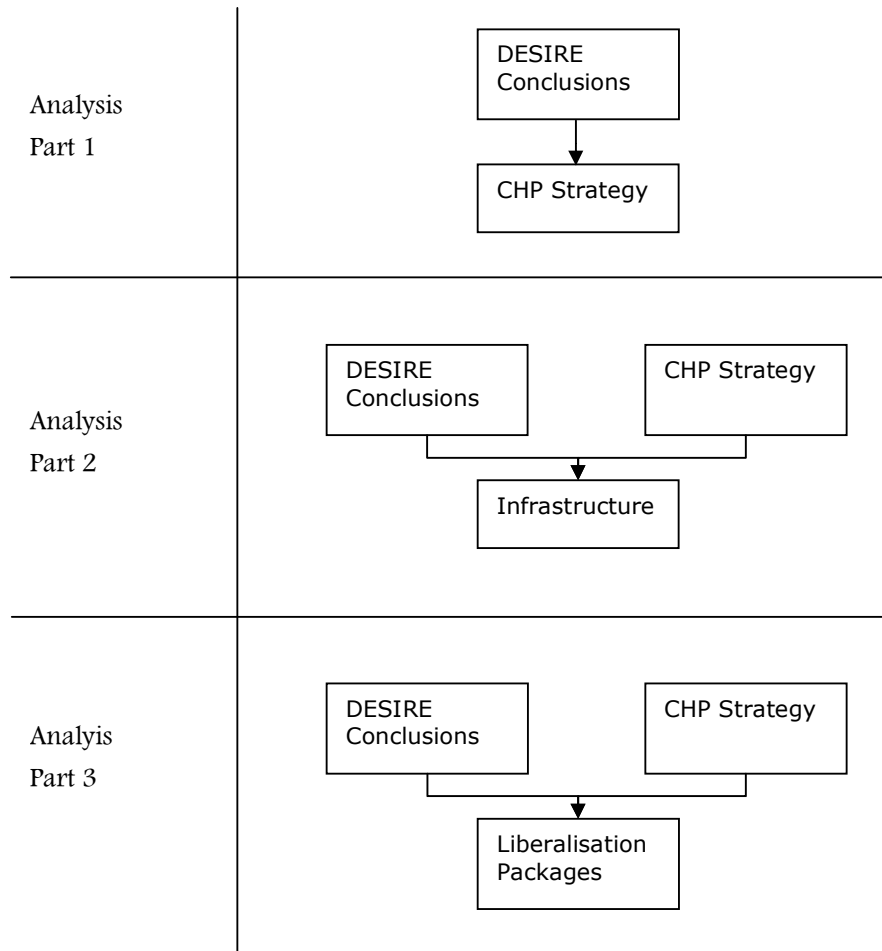 Analysis
Part 1
DESIRE
Conclusions
CHP Strategy
Analysis
Part 2
DESIRE
Conclusions
CHP Strategy
Infrastructure
Analyis
Part 3
DESIRE
Conclusions
CHP Strategy
Liberalisation
Packages